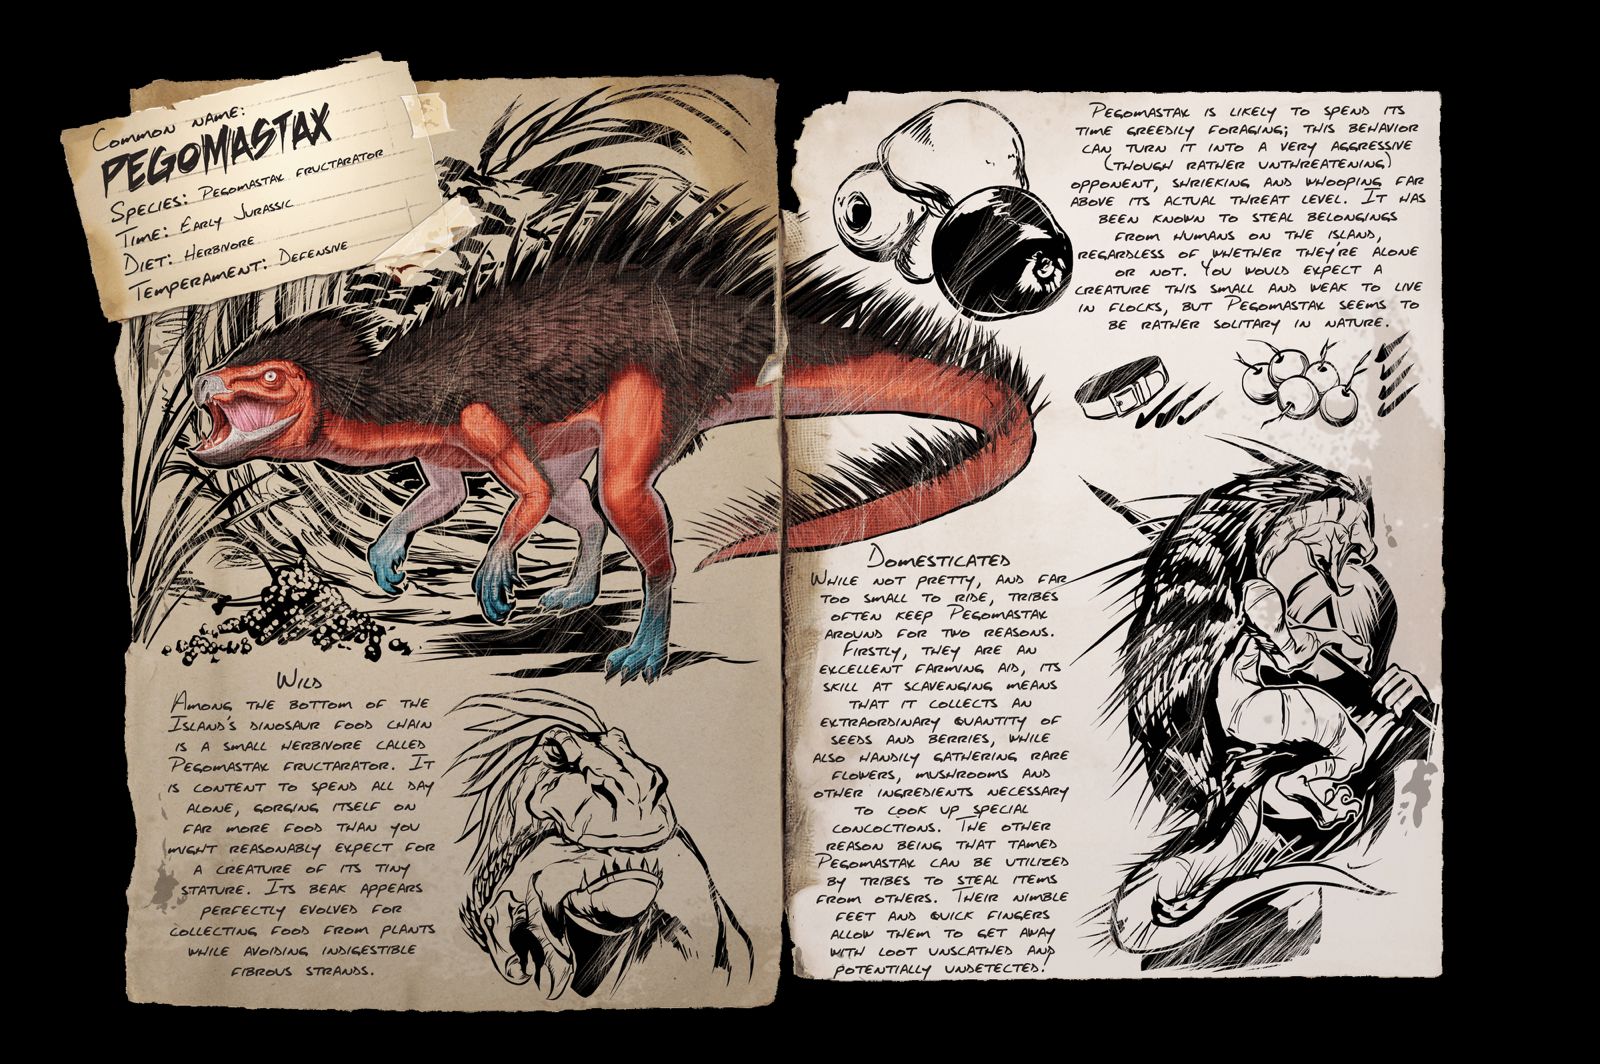 Common name:
PEGOMASTAX
Species: Pegomastax fructarator
Time: Early Jurassic
Diet: Herbivore
Temperament: Defensive
Wild
Among the bottom of the
Island's dinosaur food chain
is a small herbivore called
Pegomastax fructarator. It
is content to spend all day
alone, gorging itself on
far more food than you
might reasonably expect for
a creature of its tiny
stature. Its beak appears
perfectly evolved for
collecting food from plants
while avoiding indigestible
fibrous strands.
Pegomastax is likely to spend its
time greedily foraging; this behavior
can turn it into a very aggressive
(though rather unthreatening)
opponent, shrieking and whooping far
above its actual threat level. It has
been known to steal belongings
from humans on the island,
regardless of whether they're alone
or not. You would expect a
creature this small and weak to live
in flocks, but Pegomastax seems to
be rather solitary in nature.
Domesticated
While not pretty, and far
too small to ride, tribes
often keep Pegomastax
around for two reasons.
Firstly, they are an
excellent farming aid, its
skill at scavenging means
that it collects an
extraordinary quantity of
seeds and berries, while
also handily gathering rare
flowers, mushrooms and
other ingredients necessary
to cook up special
concoctions. The other
reason being that tamed
Pegomastax can be utilized
by tribes to steal items
from others. Their nimble
feet and quick fingers
allow them to get away
with loot unscathed and
potentially undetected.